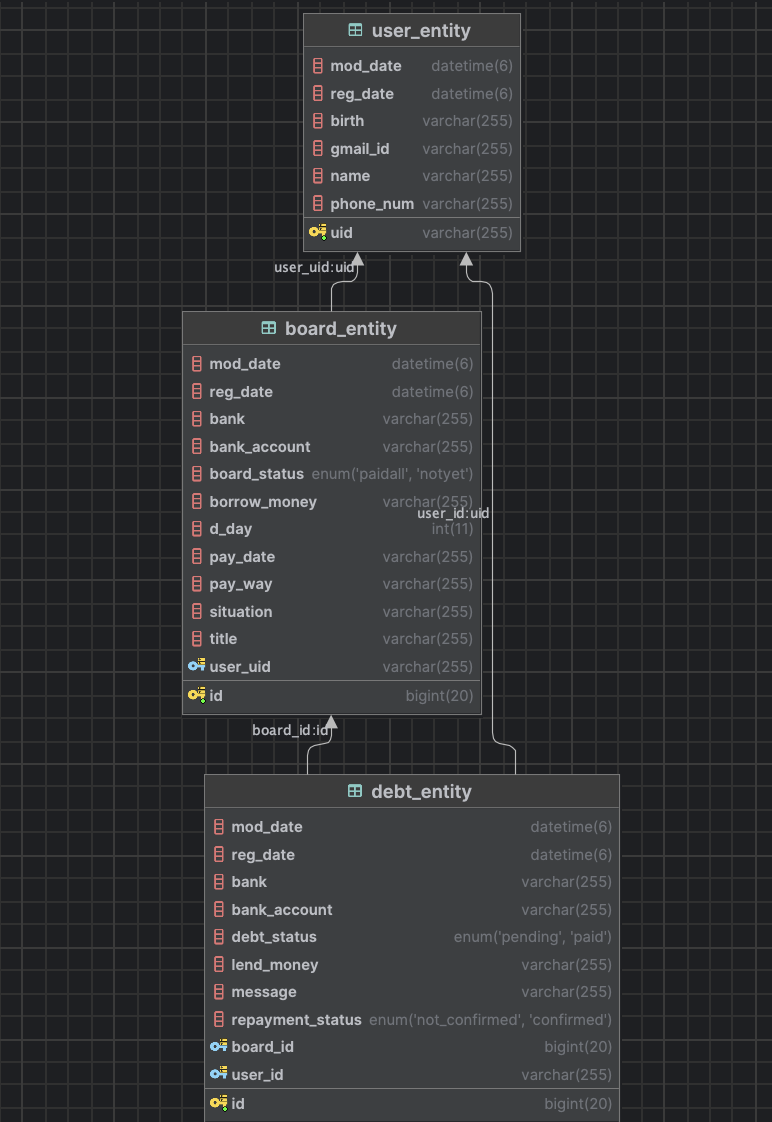 user_entity
mod_date datetime(6)
reg_date datetime(6)
birth varchar(255)
gmail_id varchar(255)
name varchar(255)
phone_num varchar(255)
uid varchar(255)
user_uid:uid
board_entity
mod_date datetime(6)
reg_date datetime(6)
bank varchar(255)
bank_account varchar(255)
board_status enum('paidall', 'notyet')
borrow_money varchar(255)
user_id:uid
d_day int(11)
pay_date varchar(255)
pay_way varchar(255)
situation varchar(255)
title varchar(255)
user_uid varchar(255)
id bigint(20)
board_id:id
debt_entity
mod_date datetime(6)
reg_date datetime(6)
bank varchar(255)
bank_account varchar(255)
debt_status enum('pending', 'paid')
lend_money varchar(255)
message varchar(255)
repayment_status enum('not_confirmed', 'confirmed')
board_id bigint(20)
user_id varchar(255)
id bigint(20)